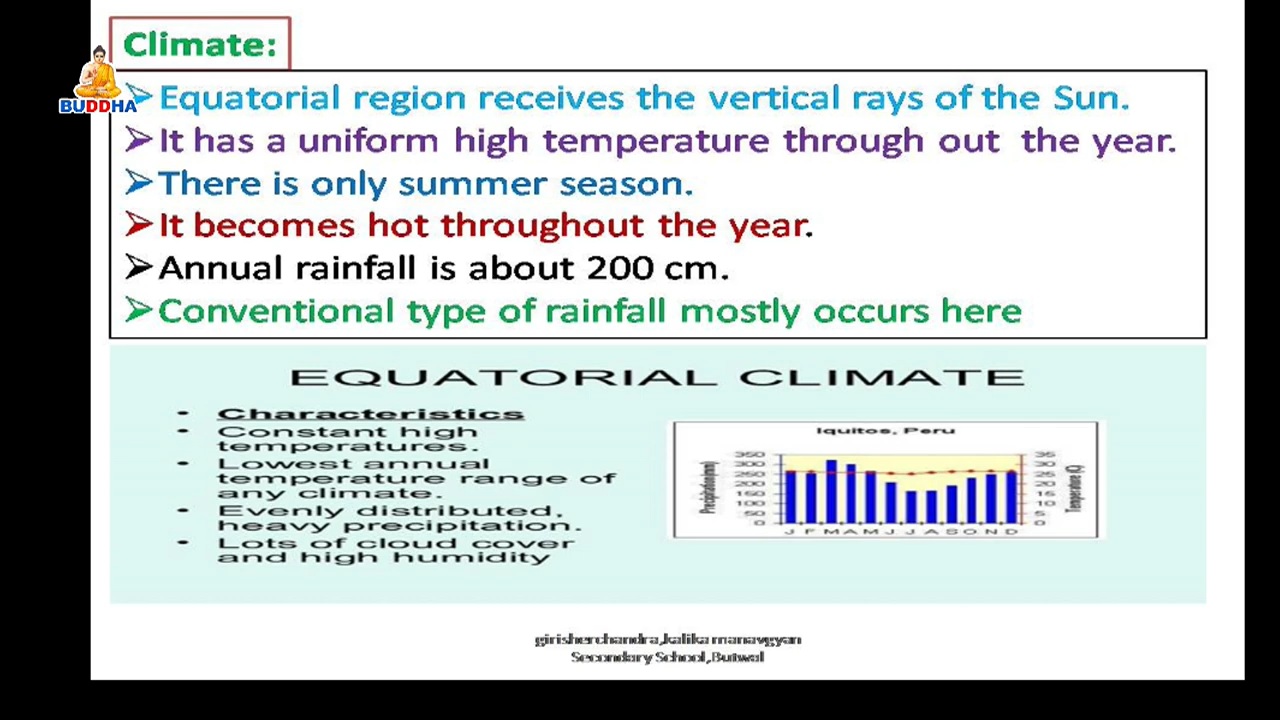 Climate:
BUDDHA
Equatorial region receives the vertical rays of the Sun.
It has a uniform high temperature through out the year.
There is only summer season.
It becomes hot throughout the year.
Annual rainfall is about 200 cm.
Conventional type of rainfall mostly occurs here
EQUATORIAL CLIMATE
Characteristics
Constant high
temperatures.
Lowest annual
temperature range of
any climate.
Evenly distributed,
heavy precipitation.
Lots of cloud cover
and high humidity
Iquitos, Peru
Precipitation(mm)
350
300
250
200
150
100
50
0
35
30
25
20
15
10
5
0
Temperature (C)
J F M A M J J A S O N D
girisherchandra,kalika manavgyan
Secondary School,Butwal